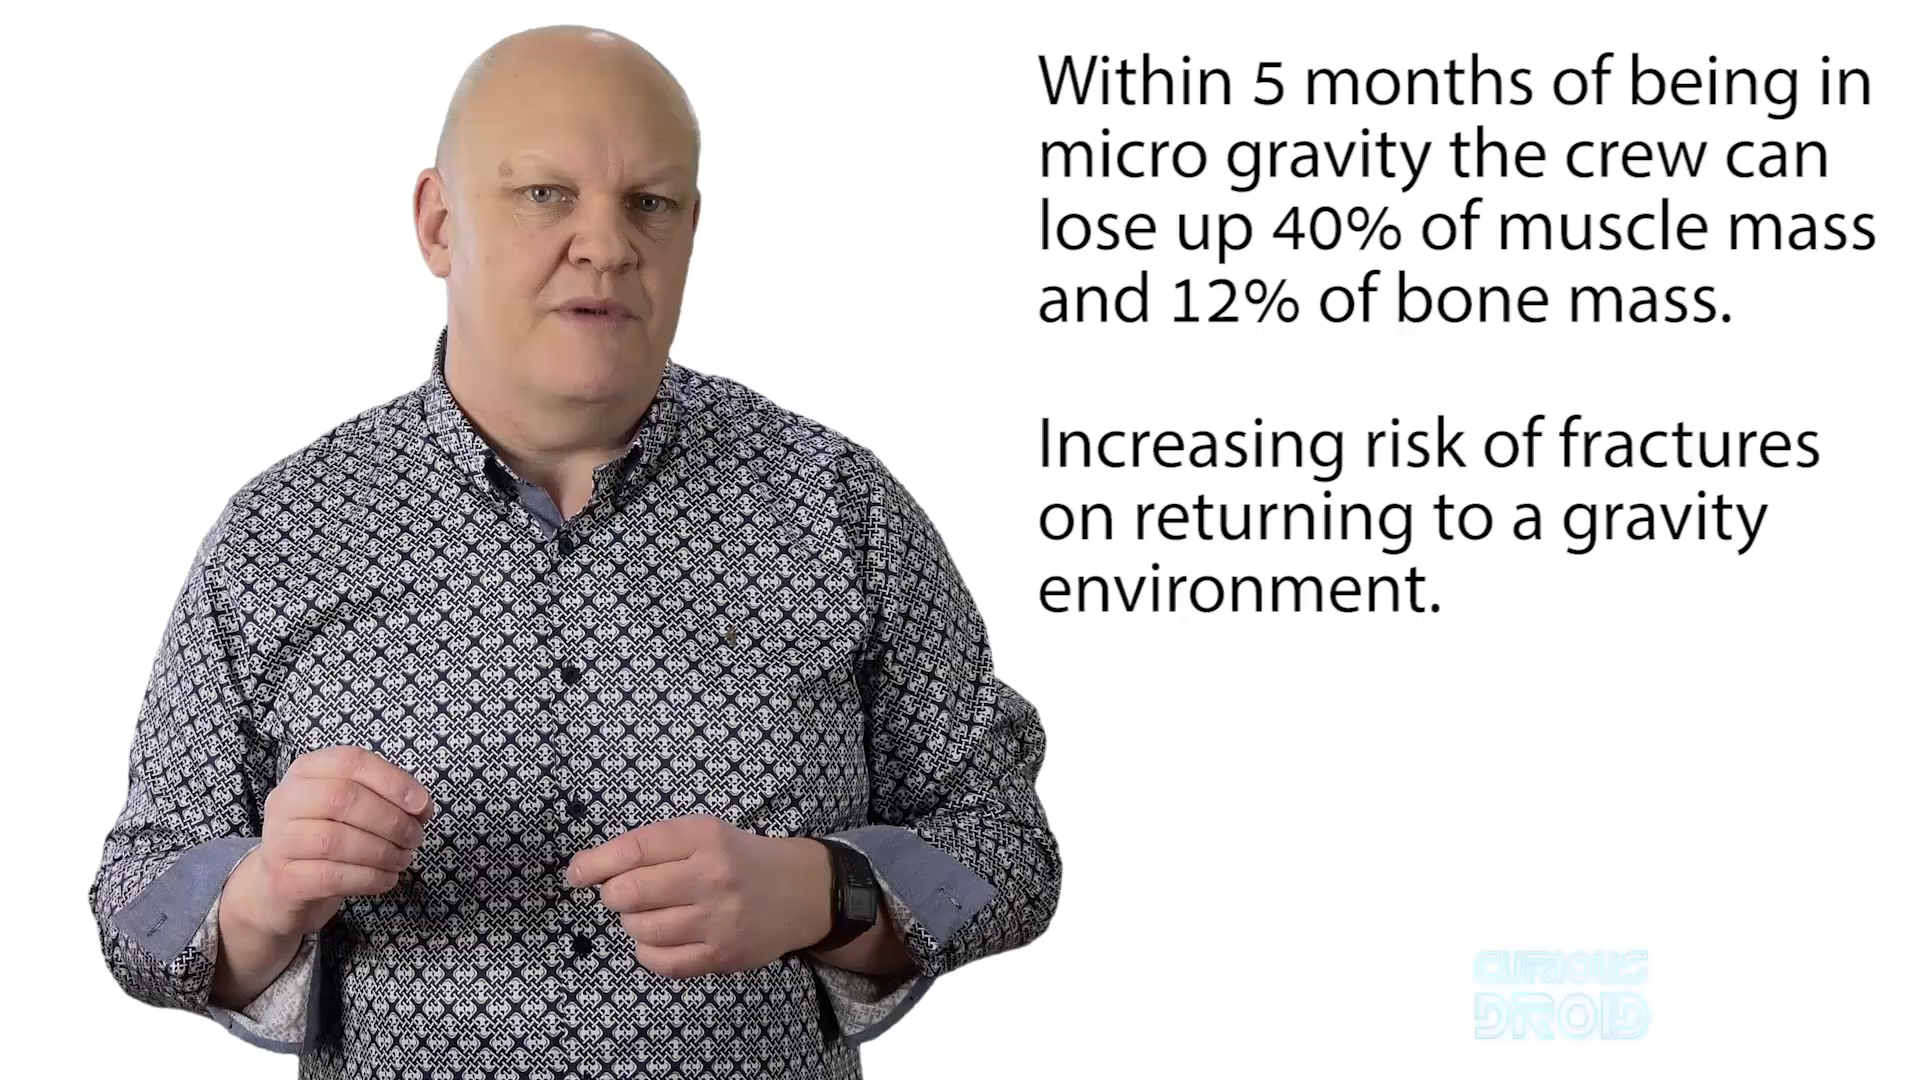 Within 5 months of being in
micro gravity the crew can
lose up 40% of muscle mass
and 12% of bone mass.
Increasing risk of fractures
on returning to a gravity
environment.
CURIOUS
DROID